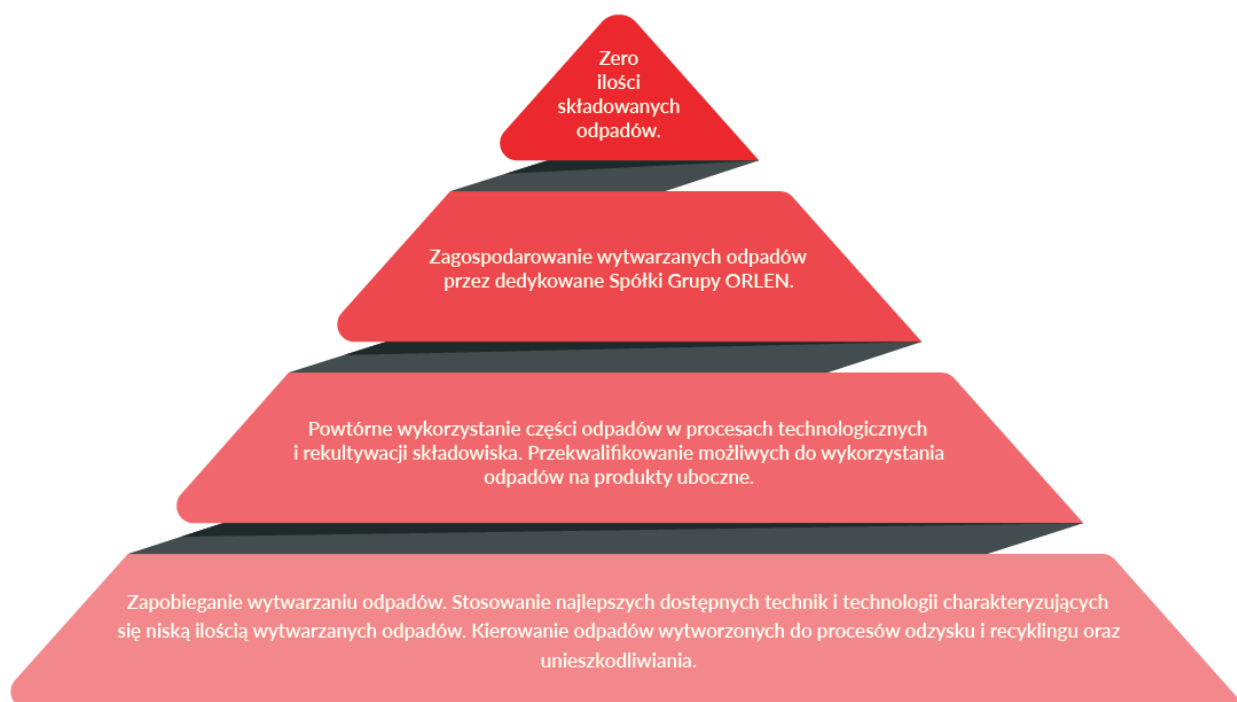 Zero
ilości
składowanych
odpadów.
Zagospodarowanie wytwarzanych odpadów
przez dedykowane Spółki Grupy ORLEN.
Powtórne wykorzystanie części odpadów w procesach technologicznych
i rekultywacji składowiska. Przekwalifikowanie możliwych do wykorzystania
odpadów na produkty uboczne.
Zapobieganie wytwarzaniu odpadów. Stosowanie najlepszych dostępnych technik i technologii charakteryzujących
się niską ilością wytwarzanych odpadów. Kierowanie odpadów wytworzonych do procesów odzysku i recyklingu oraz
unieszkodliwiania.